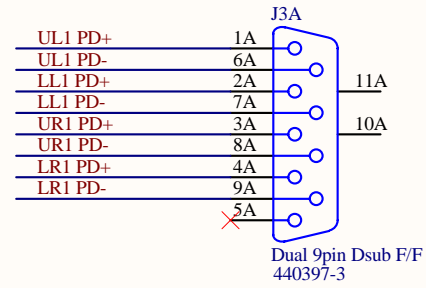 J3A
UL1 PD+ 1A
UL1 PD- 6A
LL1 PD+ 2A
11A
LL1 PD- 7A
UR1 PD+ 3A
10A
UR1 PD- 8A
LR1 PD+ 4A
LR1 PD- 9A
5A
Dual 9pin Dsub F/F
440397-3